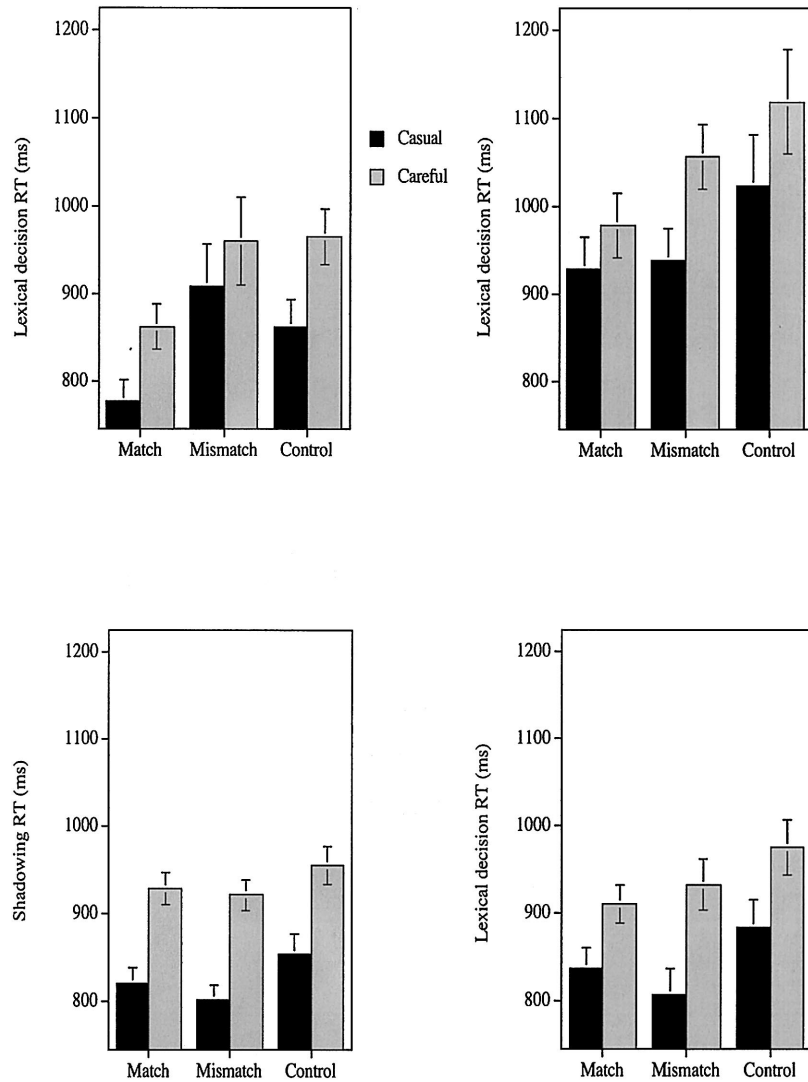 1200
1100
1000
900
800
Lexical decision RT (ms)
Match Mismatch Control
Casual
Careful
1200
1100
1000
900
800
Lexical decision RT (ms)
Match Mismatch Control
1200
1100
1000
900
800
Shadowing RT (ms)
Match Mismatch Control
1200
1100
1000
900
800
Lexical decision RT (ms)
Match Mismatch Control